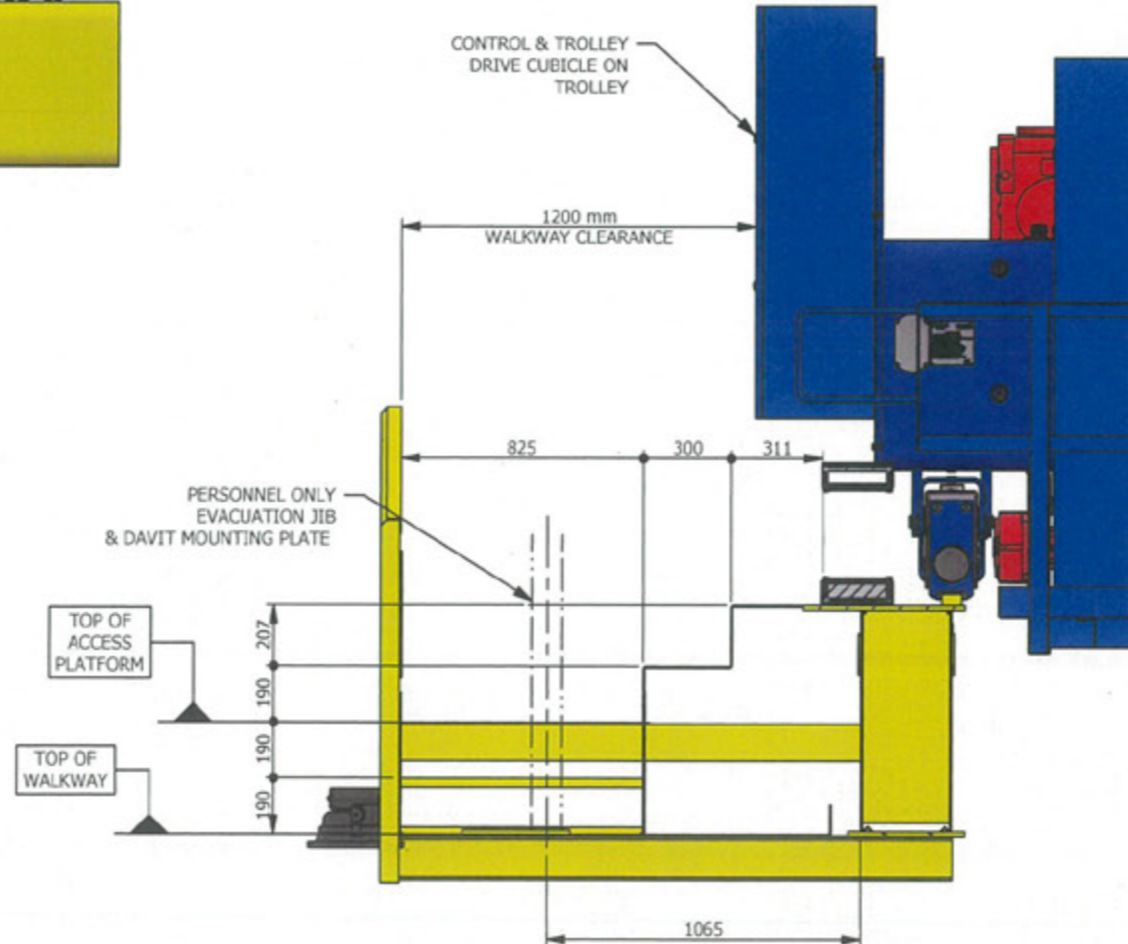 CONTROL & TROLLEY
DRIVE CUBICLE ON
TROLLEY
1200 mm
WALKWAY CLEARANCE
825
300
311
PERSONNEL ONLY
EVACUATION JIB
& DAVIT MOUNTING PLATE
TOP OF
ACCESS
PLATFORM
207
190
TOP OF
WALKWAY
190
190
1065